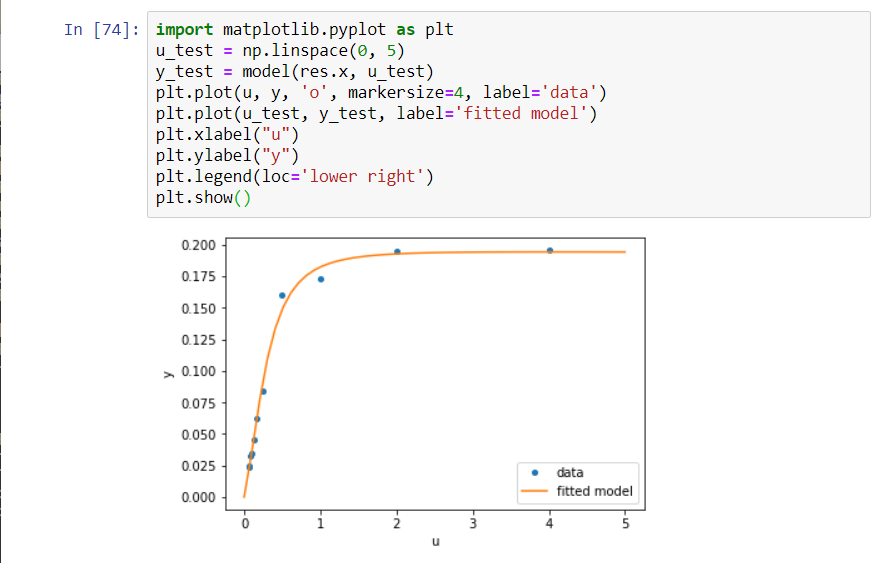 In [74]:
import matplotlib.pyplot as plt
u_test = np.linspace(0, 5)
y_test = model(res.x, u_test)
plt.plot(u, y, 'o', markersize=4, label='data')
plt.plot(u_test, y_test, label='fitted model')
plt.xlabel("u")
plt.ylabel("y")
plt.legend(loc='lower right')
plt.show()
0.200
0.175
0.150
0.125
0.100
0.075
0.050
0.025
0.000
y
data
fitted model
0 1 2 3 4 5
u